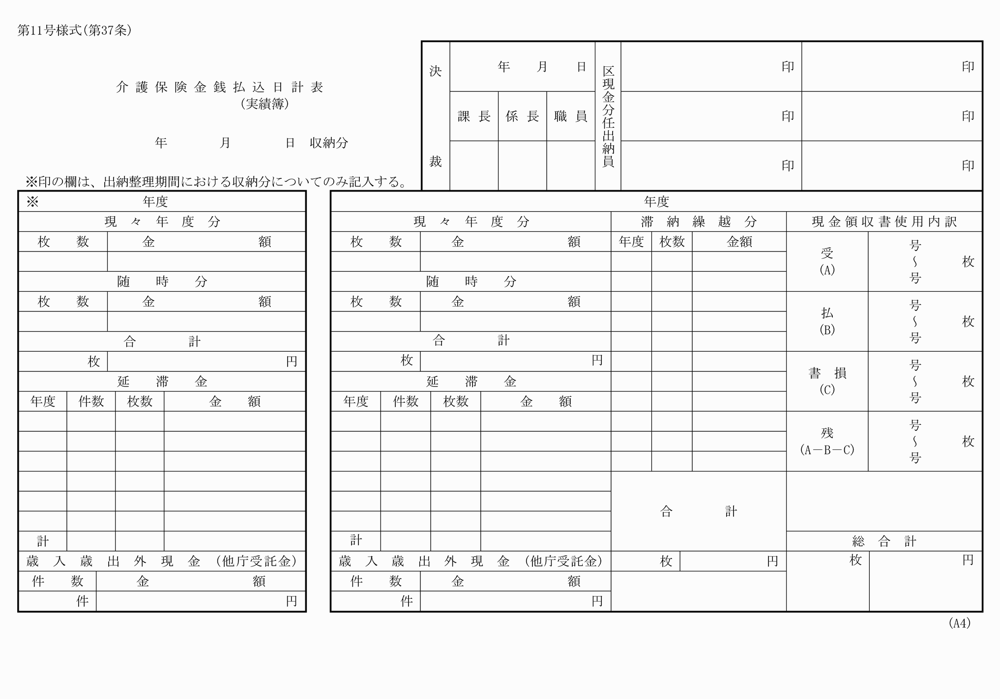 第11号様式(第37条)
介護保険金銭払込日計表
(実績簿)
年 月 日 収納分
※印の欄は、出納整理期間における収納分についてのみ記入する。
決裁
年 月 日
課長 係長 職員
区現金分任出納員
印 印
印 印
印 印
※ 年度
現々年度分
枚数 金額
随時分
枚数 金額
合計
枚 円
延滞金
年度 件数 枚数 金額
計
歳入歳出外現金(他庁受託金)
件数 金額
件 円
年度
現々年度分
枚数 金額
随時分
枚数 金額
合計
枚 円
延滞金
年度 件数 枚数 金額
計
歳入歳出外現金(他庁受託金)
件数 金額
件 円
滞納繰越分
年度 枚数 金額
合計
枚 円
現金領収書使用内訳
受
(A)
号
~
号
枚
払
(B)
号
~
号
枚
書損
(C)
号
~
号
枚
残
(A-B-C)
号
~
号
枚
総合計
枚 円
(A4)